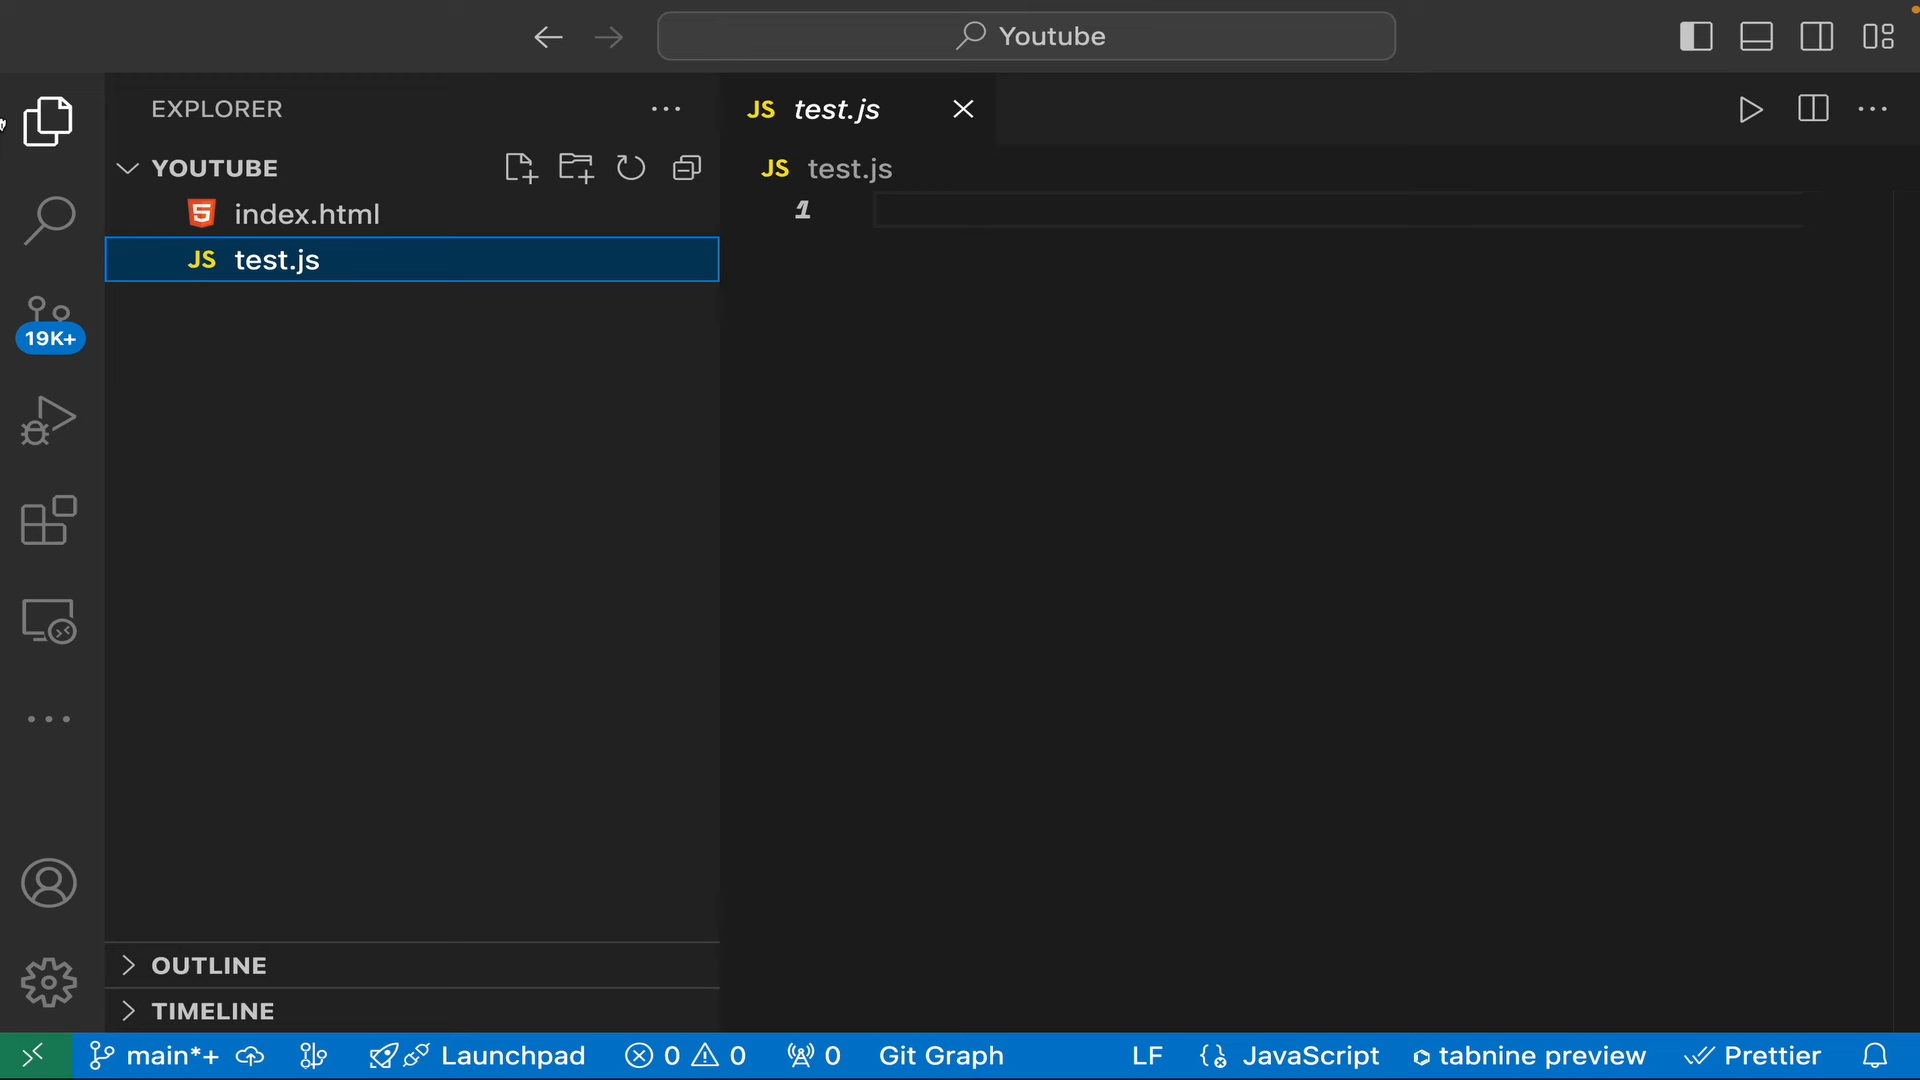 Youtube
EXPLORER
JS test.js
YOUTUBE
JS test.js
index.html
1
JS test.js
19K+
OUTLINE
TIMELINE
main*+ Launchpad 0 0 0 Git Graph LF JavaScript tabnine preview Prettier